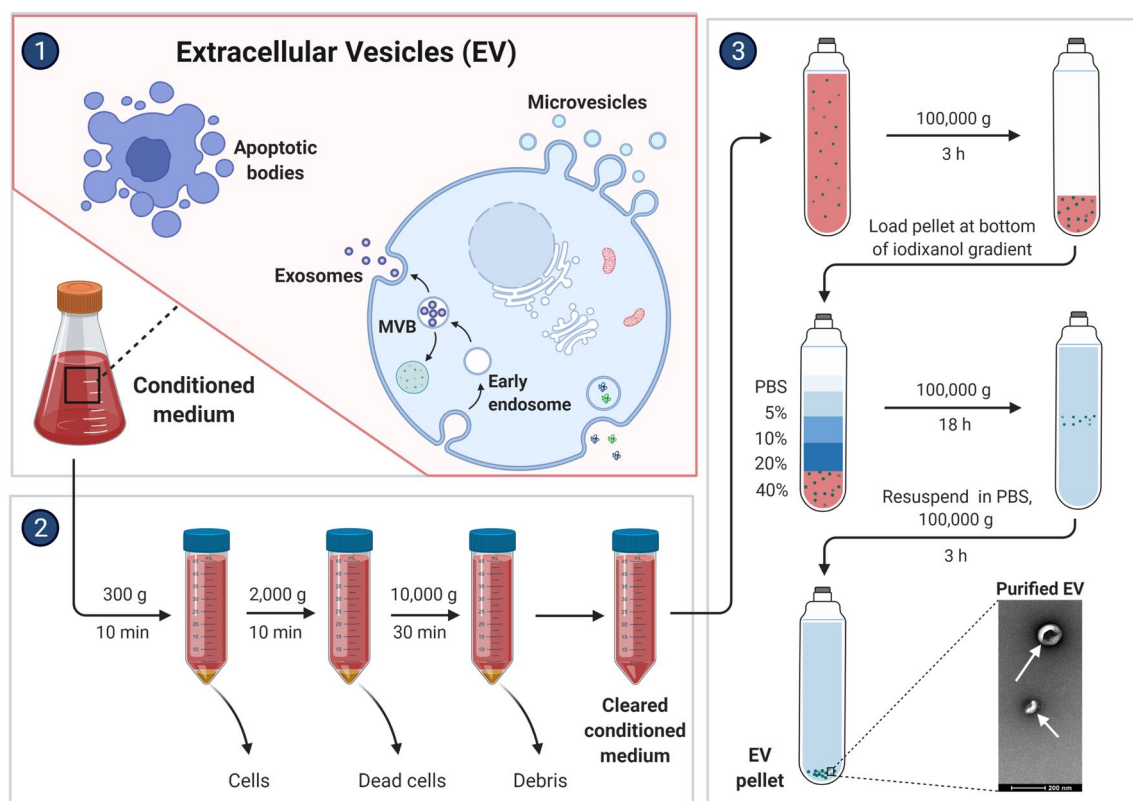 1
Extracellular Vesicles (EV)
Apoptotic
bodies
Microvesicles
Exosomes
MVB
Early
endosome
Conditioned
medium
2
300 g
10 min
2,000 g
10 min
10,000 g
30 min
Cells
Dead cells
Debris
Cleared
conditioned
medium
3
100,000 g
3 h
Load pellet at bottom
of iodixanol gradient
PBS
5%
10%
20%
40%
100,000 g
18 h
Resuspend in PBS,
100,000 g
3 h
EV
pellet
Purified EV
200 nm